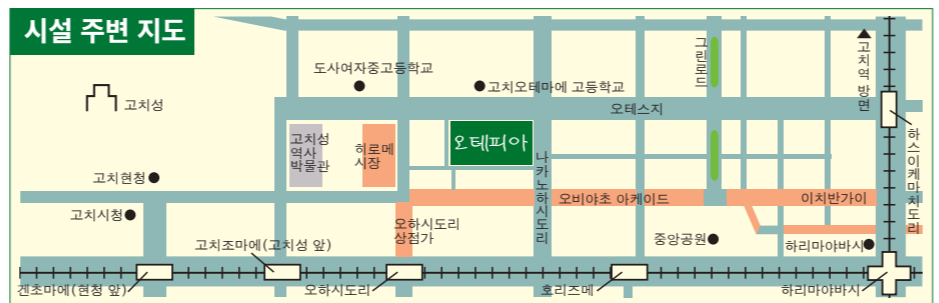 시설 주변 지도
도사여자중고등학교
고치오테마에 고등학교
그린로드
고치역 방면
고치성
오테스지
고치성
역사
박물관
히로메
시장
오테피아
나카노하시도리
하스이케마치도리
고치현청
고치시청
오하시도리
상점가
오비야초 아케이드
이치반가이
중앙공원
하리마야바시
고치조마에(고치성 앞)
겐초마에(현청 앞)
오하시도리
호리즈메
하리마야바시